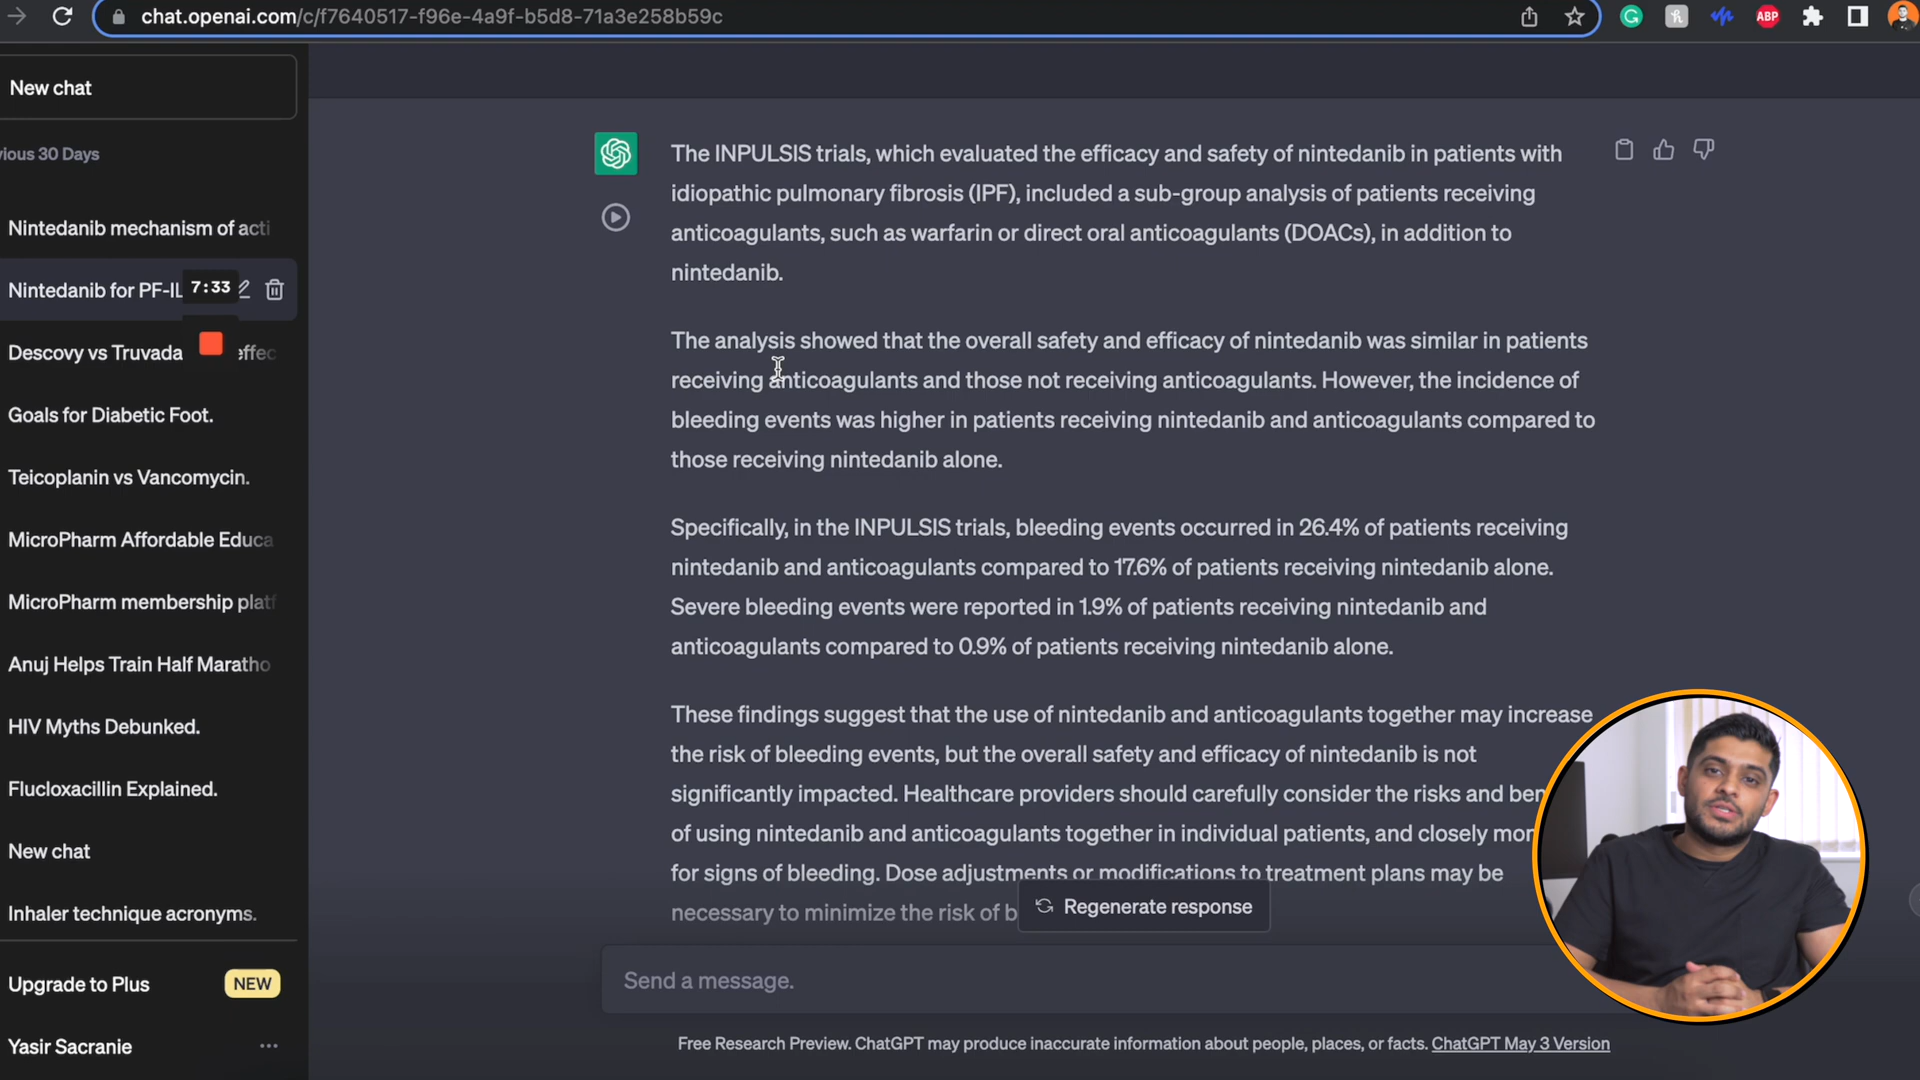 chat.openai.com/c/f7640517-f96e-4a9f-b5d8-71a3e258b59c
ABP
New chat
vious 30 Days
Nintedanib mechanism of acti
Nintedanib for PF-IL
7:33
Descovy vs Truvada
effec
Goals for Diabetic Foot.
Teicoplanin vs Vancomycin.
MicroPharm Affordable Educa
MicroPharm membership platf
Anuj Helps Train Half Maratho
HIV Myths Debunked.
Flucloxacillin Explained.
New chat
Inhaler technique acronyms.
Upgrade to Plus
NEW
Yasir Sacranie
The INPULSIS trials, which evaluated the efficacy and safety of nintedanib in patients with
idiopathic pulmonary fibrosis (IPF), included a sub-group analysis of patients receiving
anticoagulants, such as warfarin or direct oral anticoagulants (DOACs), in addition to
nintedanib.
The analysis showed that the overall safety and efficacy of nintedanib was similar in patients
receiving anticoagulants and those not receiving anticoagulants. However, the incidence of
bleeding events was higher in patients receiving nintedanib and anticoagulants compared to
those receiving nintedanib alone.
Specifically, in the INPULSIS trials, bleeding events occurred in 26.4% of patients receiving
nintedanib and anticoagulants compared to 17.6% of patients receiving nintedanib alone.
Severe bleeding events were reported in 1.9% of patients receiving nintedanib and
anticoagulants compared to 0.9% of patients receiving nintedanib alone.
These findings suggest that the use of nintedanib and anticoagulants together may increase
the risk of bleeding events, but the overall safety and efficacy of nintedanib is not
significantly impacted. Healthcare providers should carefully consider the risks and ben
of using nintedanib and anticoagulants together in individual patients, and closely mon
for signs of bleeding. Dose adjustments or modifications to treatment plans may be
necessary to minimize the risk of b
Regenerate response
Send a message.
Free Research Preview. ChatGPT may produce inaccurate information about people, places, or facts. ChatGPT May 3 Version